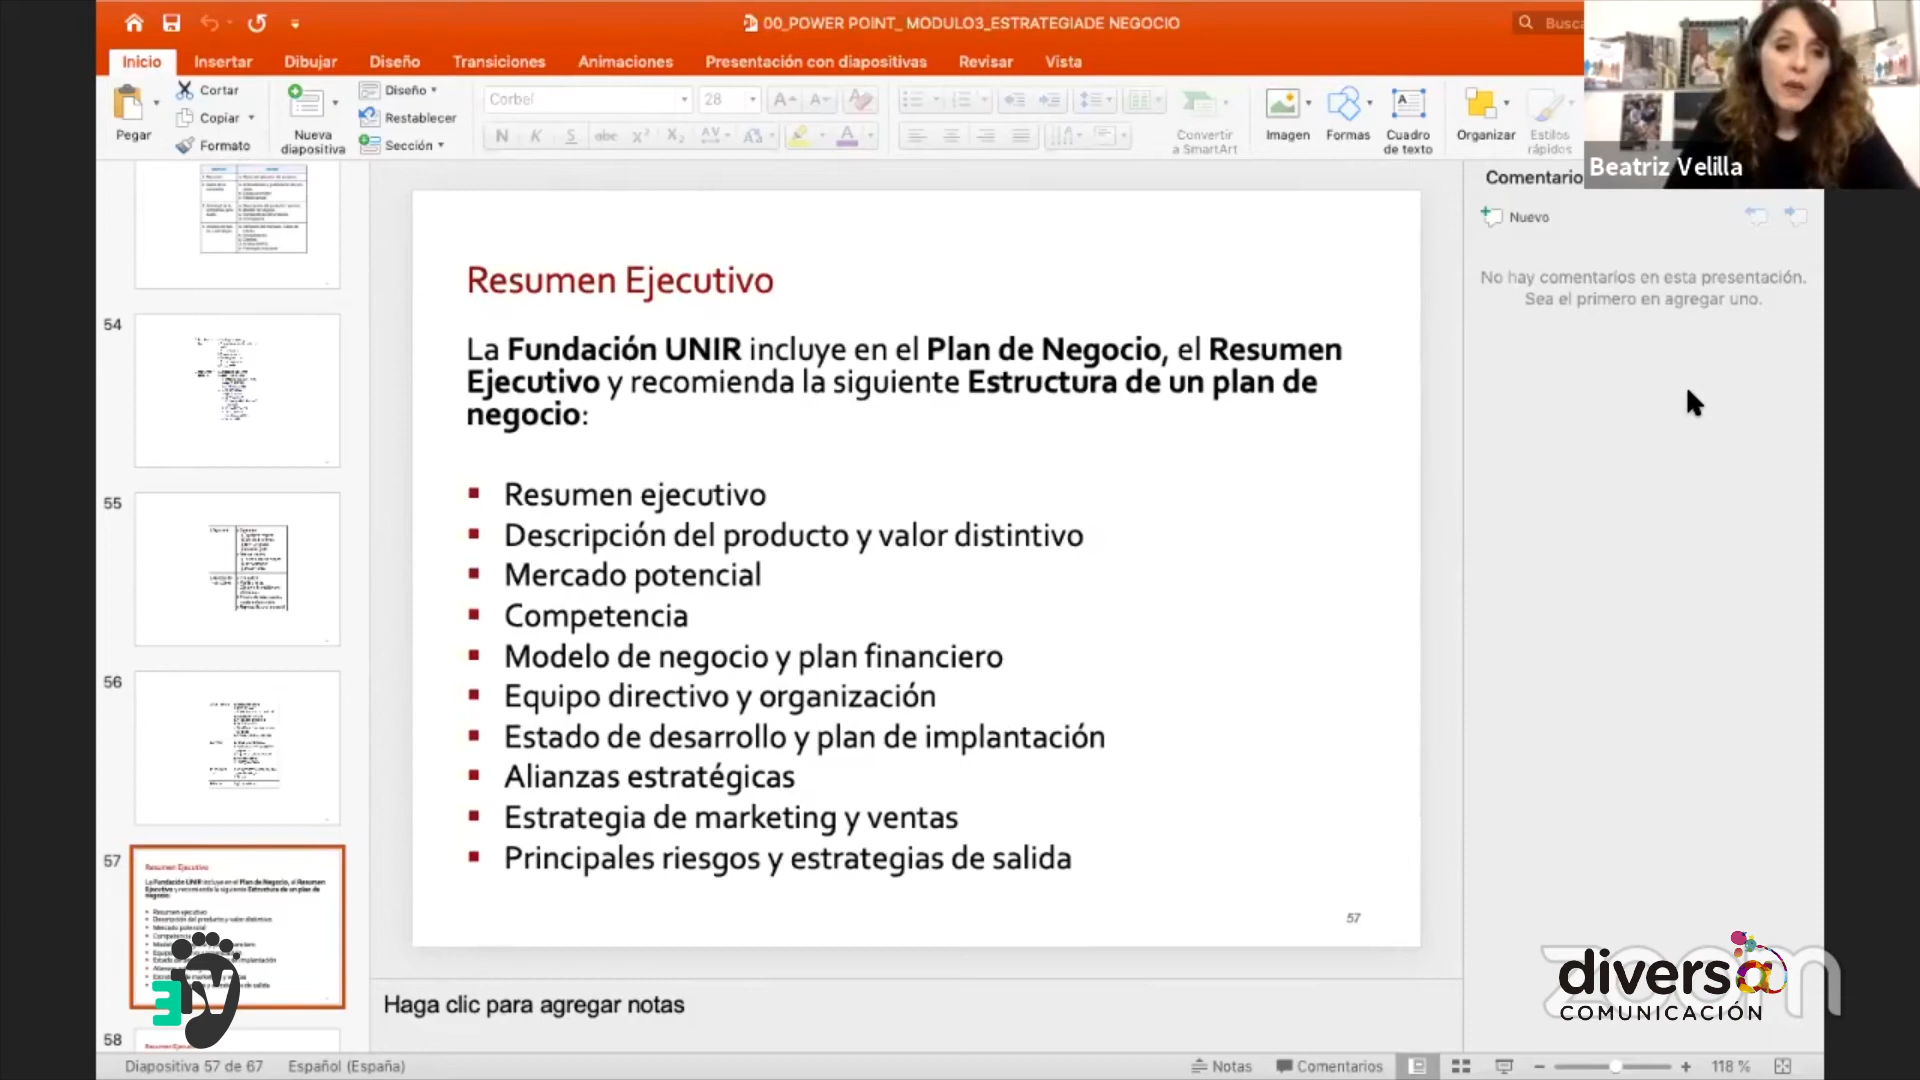 00_POWER POINT_ MODULO3_ESTRATEGIADE NEGOCIO
Busca
Inicio
Insertar
Dibujar
Diseño
Transiciones
Animaciones
Presentación con diapositivas
Revisar
Vista
Pegar
Cortar
Copiar
Formato
Nueva
diapositiva
Diseño
Restablecer
Sección
Corbel
28
N K S abc X² X₂ AV
Convertir
a SmartArt
Imagen
Formas
Cuadro
de texto
Organizar
Estilos
rápidos
Beatriz Velilla
Comentario
Nuevo
No hay comentarios en esta presentación.
Sea el primero en agregar uno.
54
55
56
57
58
Resumen Ejecutivo
La Fundación UNIR incluye en el Plan de Negocio, el Resumen
Ejecutivo y recomienda la siguiente Estructura de un plan de
negocio:
Resumen ejecutivo
Descripción del producto y valor distintivo
Mercado potencial
Competencia
Modelo de negocio y plan financiero
Equipo directivo y organización
Estado de desarrollo y plan de implantación
Alianzas estratégicas
Estrategia de marketing y ventas
Principales riesgos y estrategias de salida
57
Haga clic para agregar notas
zoom
diversa
COMUNICACIÓN
Diapositiva 57 de 67
Español (España)
Notas
Comentarios
118 %